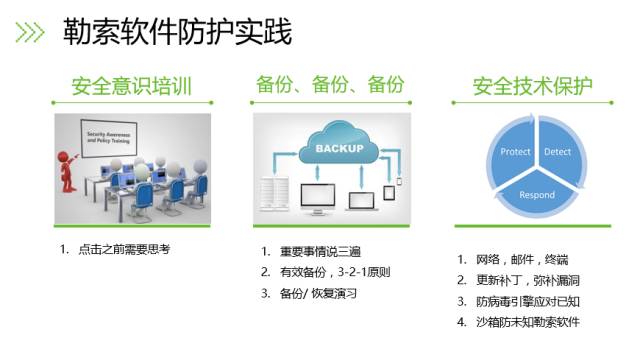 勒索软件防护实践
安全意识培训
Security Awareness
and Policy Training
1. 点击之前需要思考
备份、备份、备份
BACKUP
1. 重要事情说三遍
2. 有效备份，3-2-1原则
3. 备份/ 恢复演习
安全技术保护
Protect
Detect
Respond
1. 网络，邮件，终端
2. 更新补丁，弥补漏洞
3. 防病毒引擎应对已知
4. 沙箱防未知勒索软件